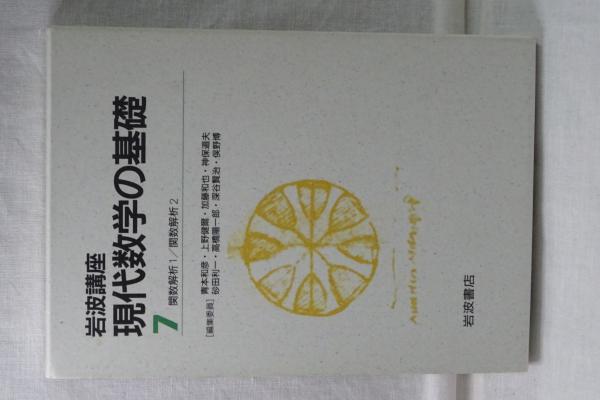 岩波講座
現代数学の基礎
7
関数解析1／関数解析2
[編集委員]
青本和彦・上野健爾・加藤和也・神保道夫
砂田利一・高橋陽一郎・深谷賢治・俣野博
岩波書店